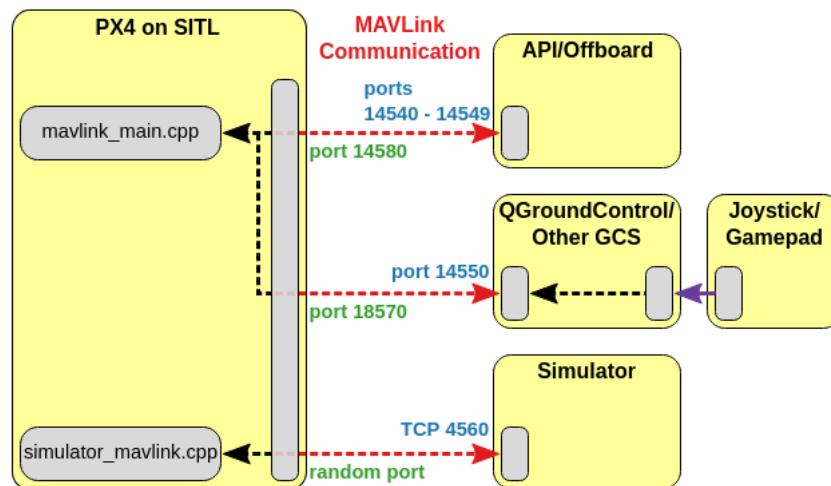 PX4 on SITL
MAVLink
Communication
API/Offboard
ports
14540 - 14549
mavlink_main.cpp
port 14580
QGroundControl/
Other GCS
Joystick/
Gamepad
port 14550
port 18570
Simulator
TCP 4560
simulator_mavlink.cpp
random port